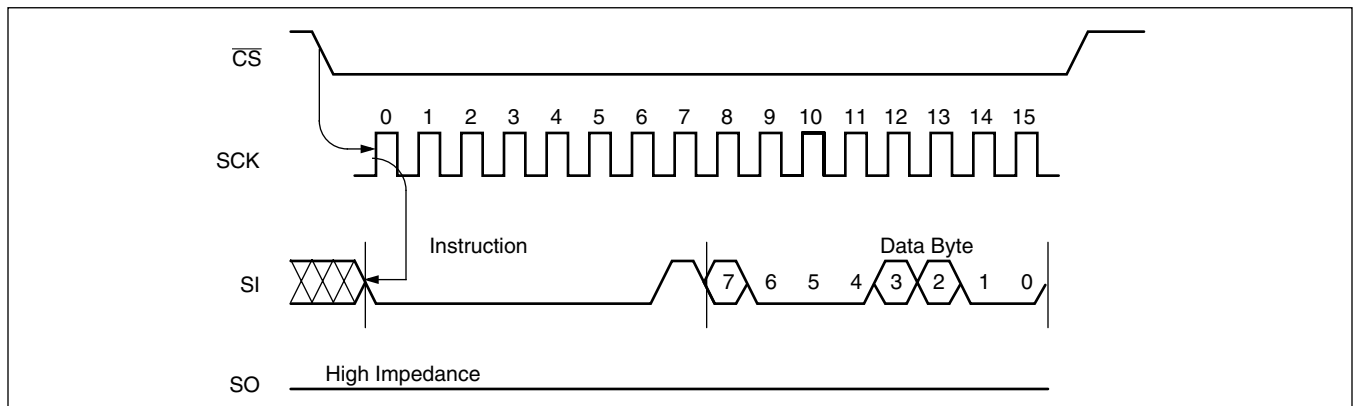 CS
0 1 2 3 4 5 6 7 8 9 10 11 12 13 14 15
SCK
Instruction
Data Byte
SI
7 6 5 4 3 2 1 0
High Impedance
SO